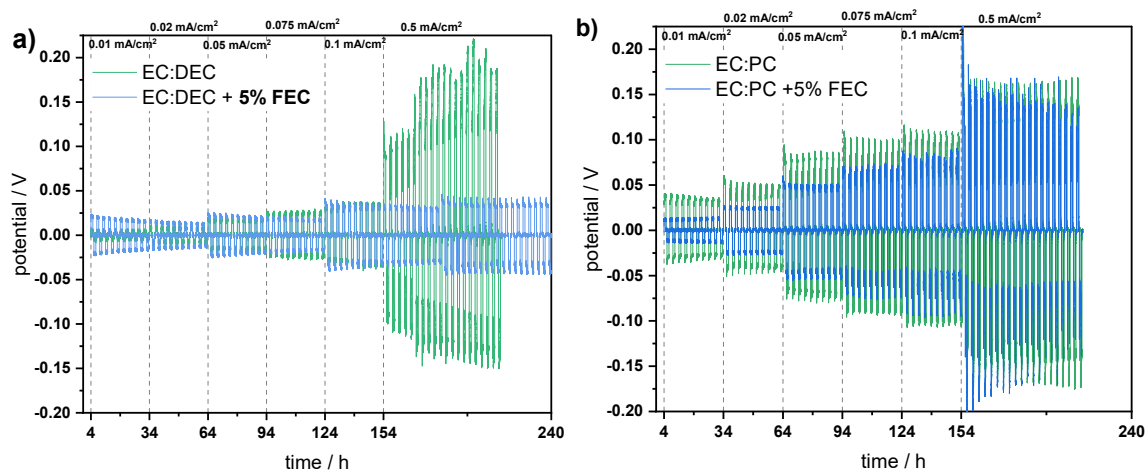 a)
0.01 mA/cm²
0.02 mA/cm²
0.05 mA/cm²
0.075 mA/cm²
0.1 mA/cm²
0.5 mA/cm²
EC:DEC
EC:DEC + 5% FEC
0.20
0.15
0.10
0.05
0.00
-0.05
-0.10
-0.15
-0.20
potential / V
4 34 64 94 124 154 240
time / h
b)
0.01 mA/cm²
0.02 mA/cm²
0.05 mA/cm²
0.075 mA/cm²
0.1 mA/cm²
0.5 mA/cm²
EC:PC
EC:PC +5% FEC
0.20
0.15
0.10
0.05
0.00
-0.05
-0.10
-0.15
-0.20
potential / V
4 34 64 94 124 154 240
time / h